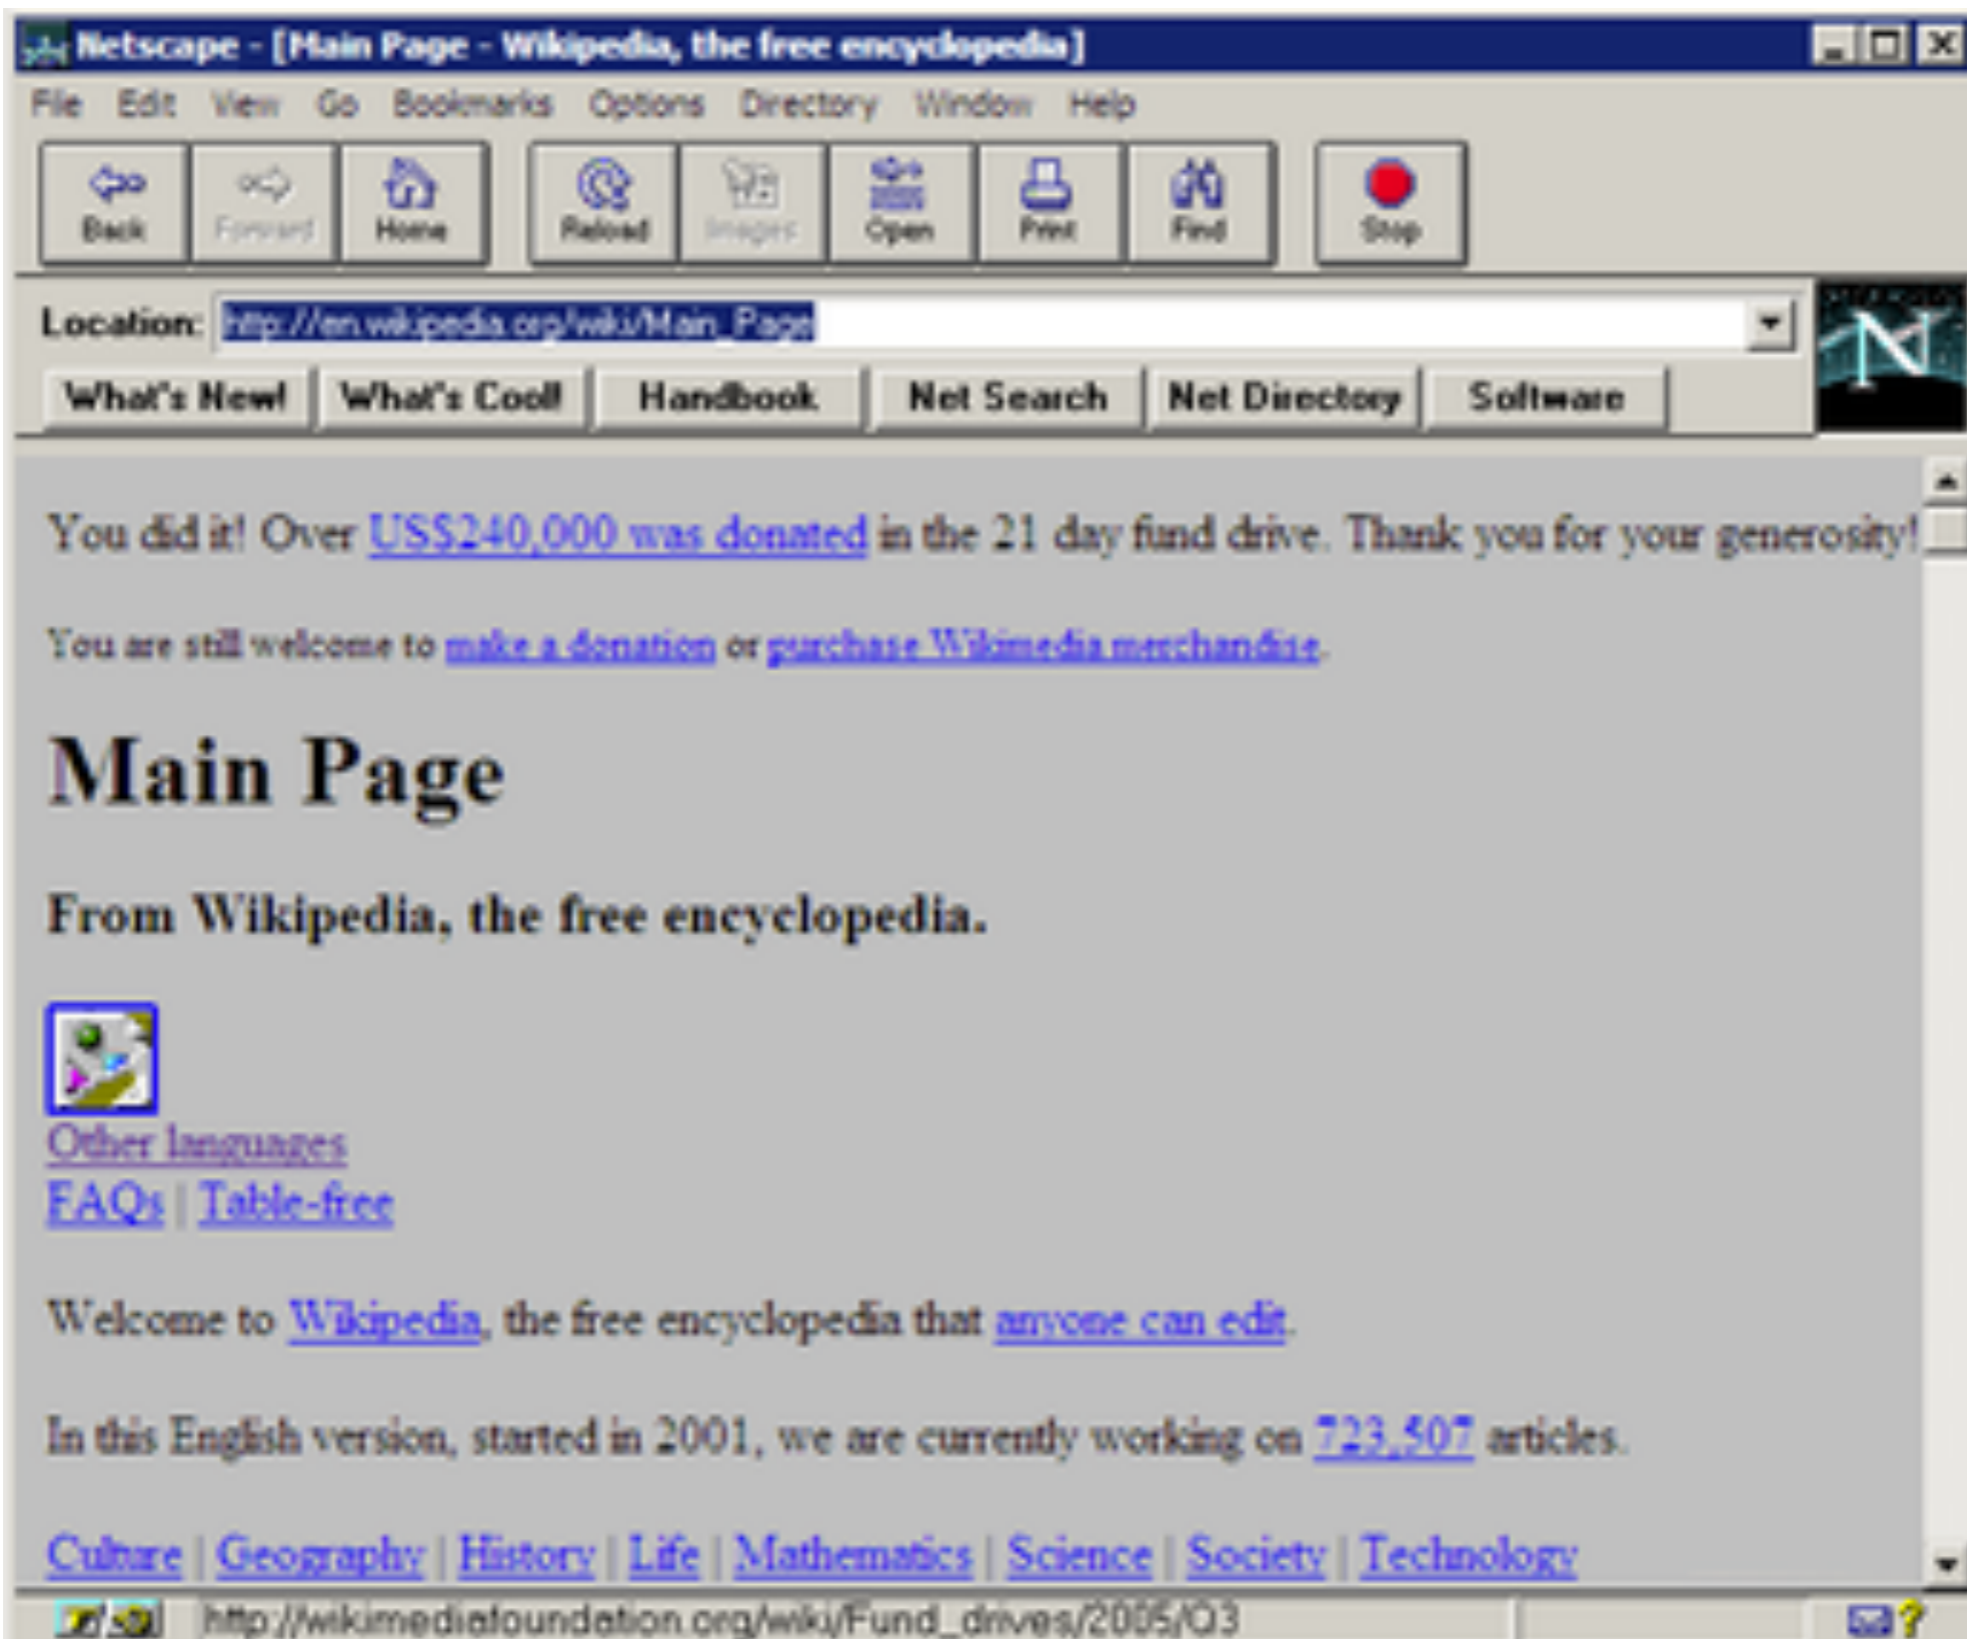 Netscape - [Main Page - Wikipedia, the free encyclopedia]
File Edit View Go Bookmarks Options Directory Window Help
Back Forward Home Reload Images Open Print Find Stop
Location: http://en.wikipedia.org/wiki/Main_Page
N
What's New! What's Cool! Handbook Net Search Net Directory Software
You did it! Over US$240,000 was donated in the 21 day fund drive. Thank you for your generosity!
You are still welcome to make a donation or purchase Wikimedia merchandise.
Main Page
From Wikipedia, the free encyclopedia.
Other languages
FAQs | Table-free
Welcome to Wikipedia, the free encyclopedia that anyone can edit.
In this English version, started in 2001, we are currently working on 723,507 articles.
Culture | Geography | History | Life | Mathematics | Science | Society | Technology
http://wikimediafoundation.org/wiki/Fund_drives/2005/Q3 ?